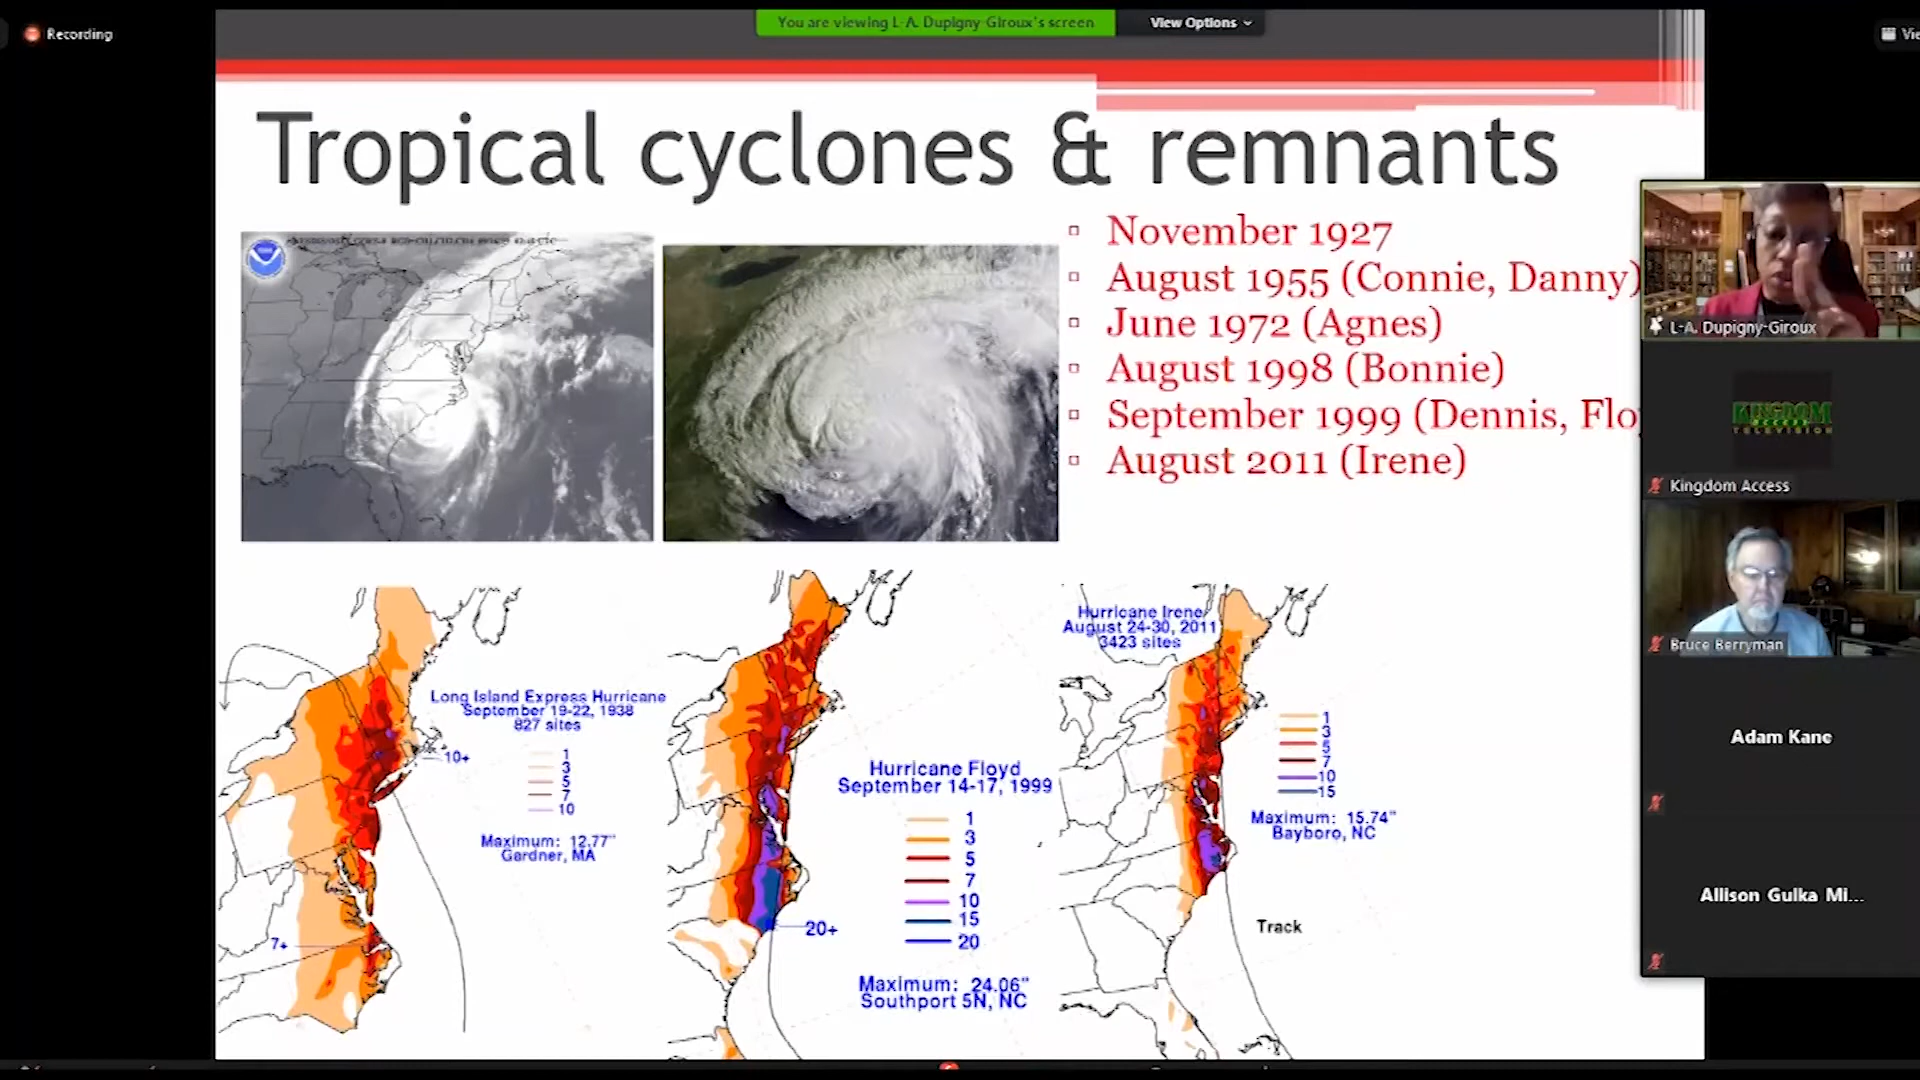 Recording
You are viewing L-A. Dupigny-Giroux's screen
View Options
Vie
Tropical cyclones & remnants
November 1927
August 1955 (Connie, Danny)
June 1972 (Agnes)
August 1998 (Bonnie)
September 1999 (Dennis, Flo
August 2011 (Irene)
L-A. Dupigny-Giroux
KINGDOM
ACCESS
TELEVISION
Kingdom Access
Bruce Berryman
Adam Kane
Allison Gulka Mi...
Long Island Express Hurricane
September 19-22, 1938
827 sites
10+
1
3
5
7
10
Maximum: 12.77"
Gardner, MA
7+
Hurricane Floyd
September 14-17, 1999
1
3
5
7
10
15
20
20+
Maximum: 24.06"
Southport 5N, NC
Hurricane Irene
August 24-30, 2011
3423 sites
1
3
5
7
10
15
Maximum: 15.74"
Bayboro, NC
Track